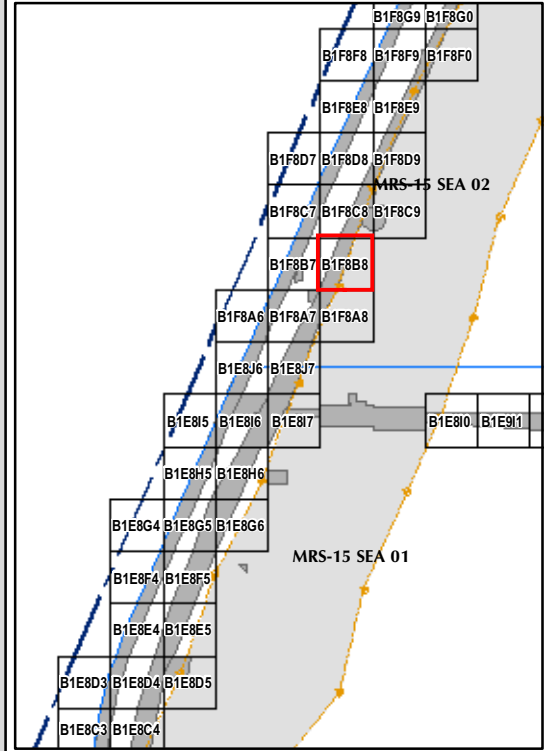 B1F8G9 B1F8G0
B1F8F8 B1F8F9 B1F8F0
B1F8E8 B1F8E9
B1F8D7 B1F8D8 B1F8D9
MRS-15 SEA 02
B1F8C7 B1F8C8 B1F8C9
B1F8B7 B1F8B8
B1F8A6 B1F8A7 B1F8A8
B1E8J6 B1E8J7
B1E8I5 B1E8I6 B1E8I7 B1E8I0 B1E9I1
B1E8H5 B1E8H6
B1E8G4 B1E8G5 B1E8G6
MRS-15 SEA 01
B1E8F4 B1E8F5
B1E8E4 B1E8E5
B1E8D3 B1E8D4 B1E8D5
B1E8C3 B1E8C4